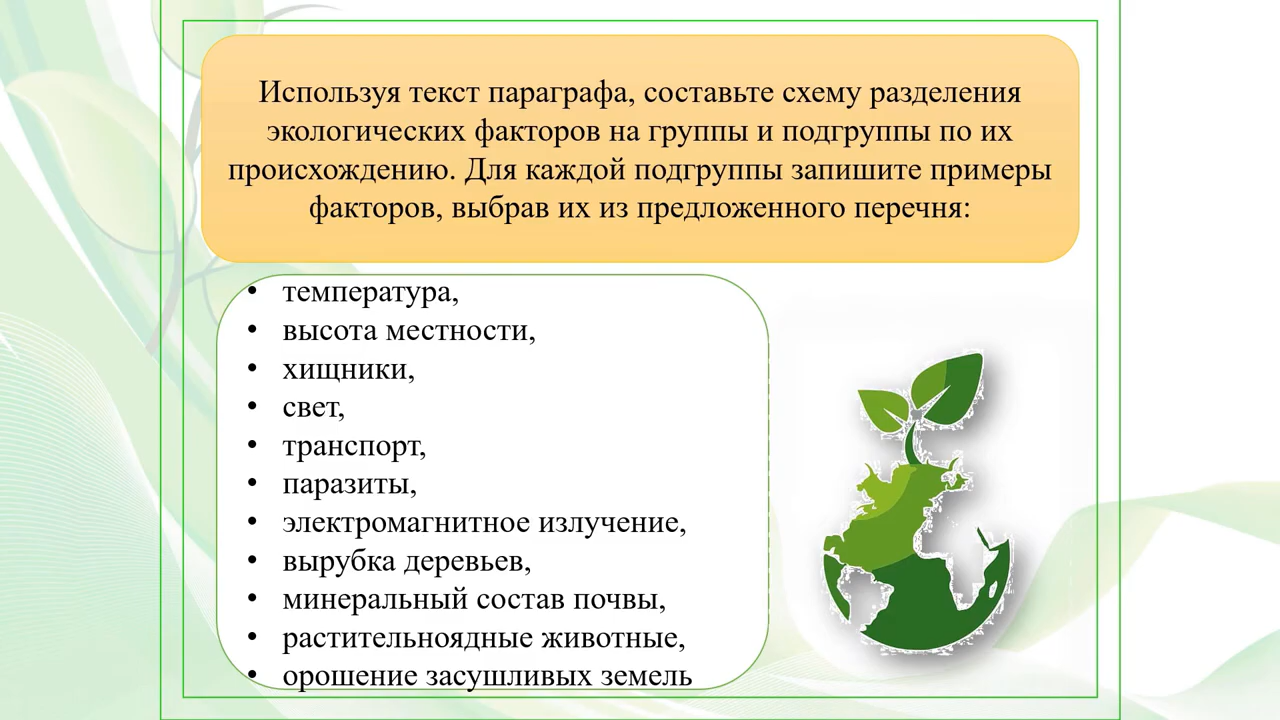 Используя текст параграфа, составьте схему разделения
экологических факторов на группы и подгруппы по их
происхождению. Для каждой подгруппы запишите примеры
факторов, выбрав их из предложенного перечня:
• температура,
• высота местности,
• хищники,
• свет,
• транспорт,
• паразиты,
• электромагнитное излучение,
• вырубка деревьев,
• минеральный состав почвы,
• растительноядные животные,
• орошение засушливых земель